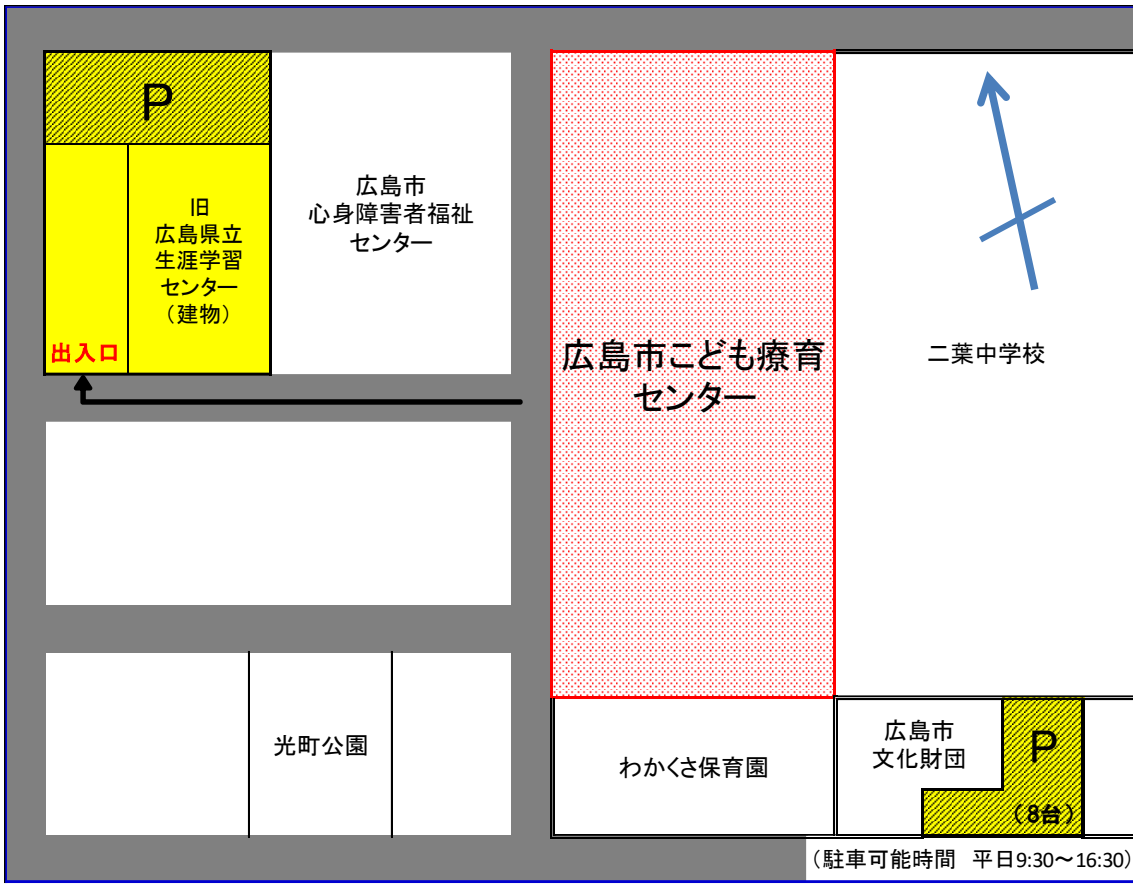 P
旧
広島県立
生涯学習
センター
（建物）
出入口
広島市
心身障害者福祉
センター
広島市こども療育
センター
二葉中学校
光町公園
わかくさ保育園
広島市
文化財団
P
（8台）
（駐車可能時間　平日9:30～16:30）